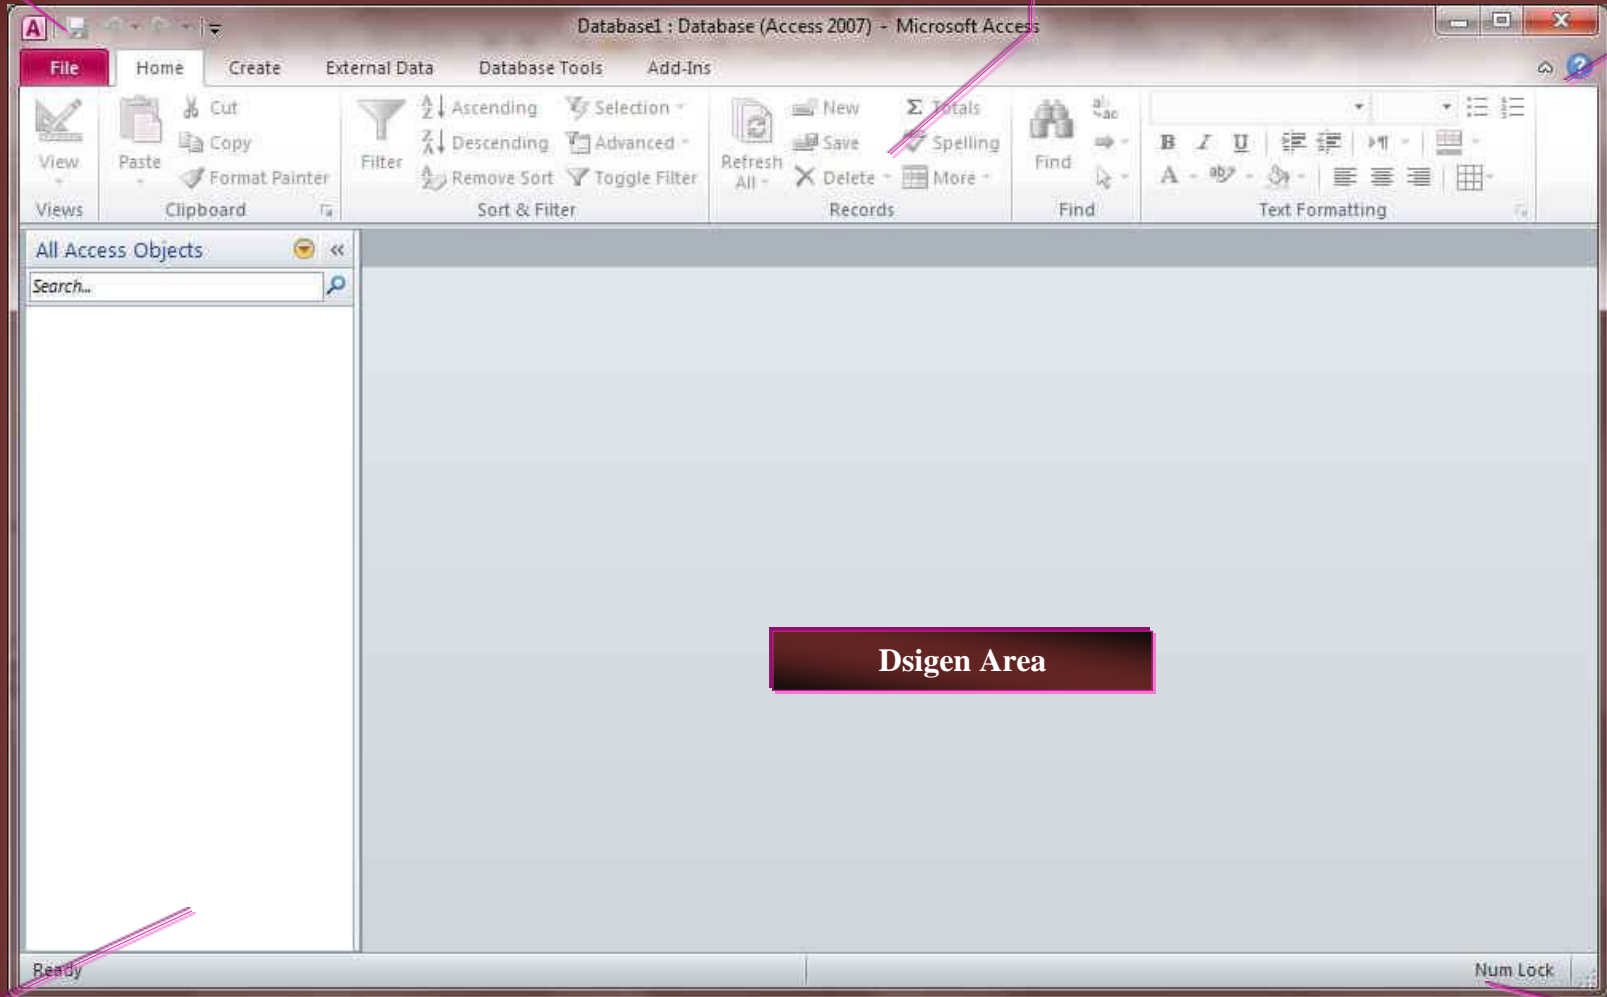 Database1 : Database (Access 2007) - Microsoft Access
File Home Create External Data Database Tools Add-Ins
Cut Ascending Selection New Totals
Copy Descending Advanced Save Spelling
View Paste Format Painter Filter Remove Sort Toggle Filter Refresh All Delete More Find
B I U
A
Views Clipboard Sort & Filter Records Find Text Formatting
All Access Objects
Search...
Dsigen Area
Ready Num Lock